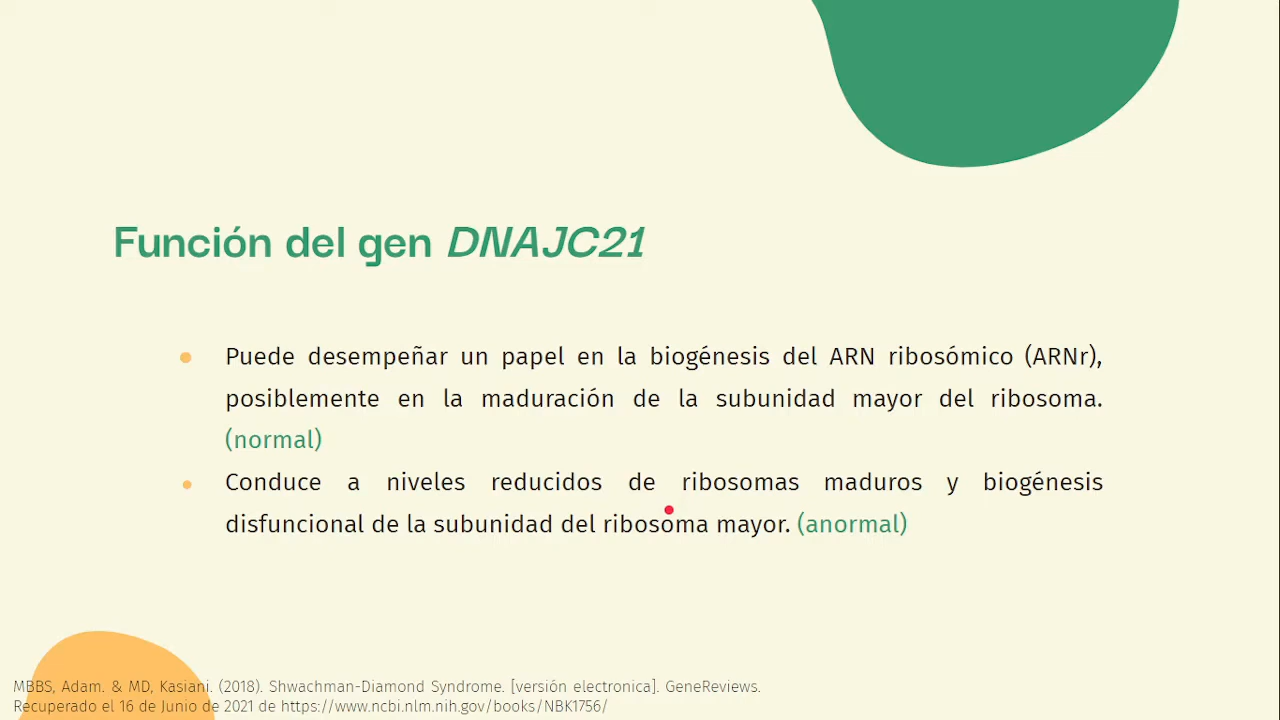 Función del gen DNAJC21
Puede desempeñar un papel en la biogénesis del ARN ribosómico (ARNr),
posiblemente en la maduración de la subunidad mayor del ribosoma.
(normal)
Conduce a niveles reducidos de ribosomas maduros y biogénesis
disfuncional de la subunidad del ribosoma mayor. (anormal)
MBBS, Adam. & MD, Kasiani. (2018). Shwachman-Diamond Syndrome. [versión electronica]. GeneReviews.
Recuperado el 16 de Junio de 2021 de https://www.ncbi.nlm.nih.gov/books/NBK1756/